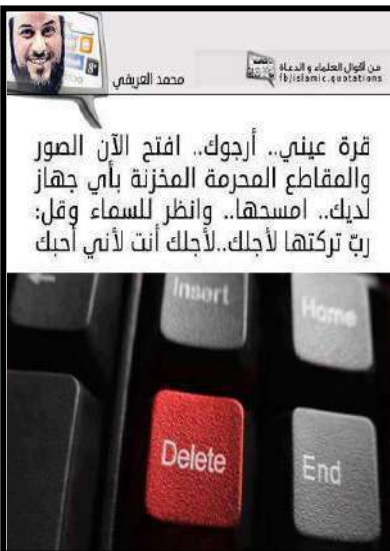 من أقوال العلماء و الدعاة
fb/islamic.quotations
محمد العريفي
قرة عيني.. أرجوك.. افتح الآن الصور
والمقاطع المحرمة المخزنة بأي جهاز
لديك.. امسحها.. وانظر للسماء وقل:
ربّ تركتها لأجلك..لأجلك أنت لأني أحبك
Insert
Home
Delete
End